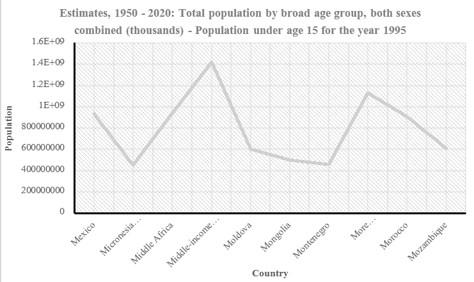 Estimates, 1950 - 2020: Total population by broad age group, both sexes
combined (thousands) - Population under age 15 for the year 1995
1.6E+09
1.4E+09
1.2E+09
1E+09
800000000
600000000
400000000
200000000
0
Population
Mexico
Micronesia...
Middle Africa
Middle-income...
Moldova
Mongolia
Montenegro
More...
Morocco
Mozambique
Country